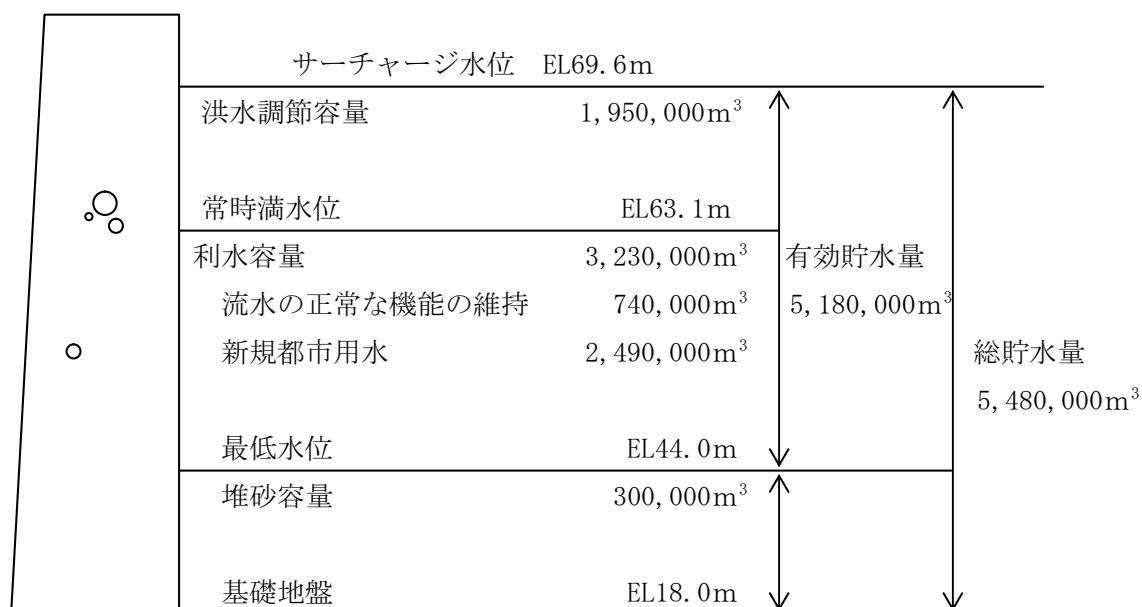 サーチャージ水位 EL69.6m
洪水調節容量 1,950,000m³
常時満水位 EL63.1m
利水容量 3,230,000m³ 有効貯水量
流水の正常な機能の維持 740,000m³ 5,180,000m³
新規都市用水 2,490,000m³ 総貯水量
5,480,000m³
最低水位 EL44.0m
堆砂容量 300,000m³
基礎地盤 EL18.0m